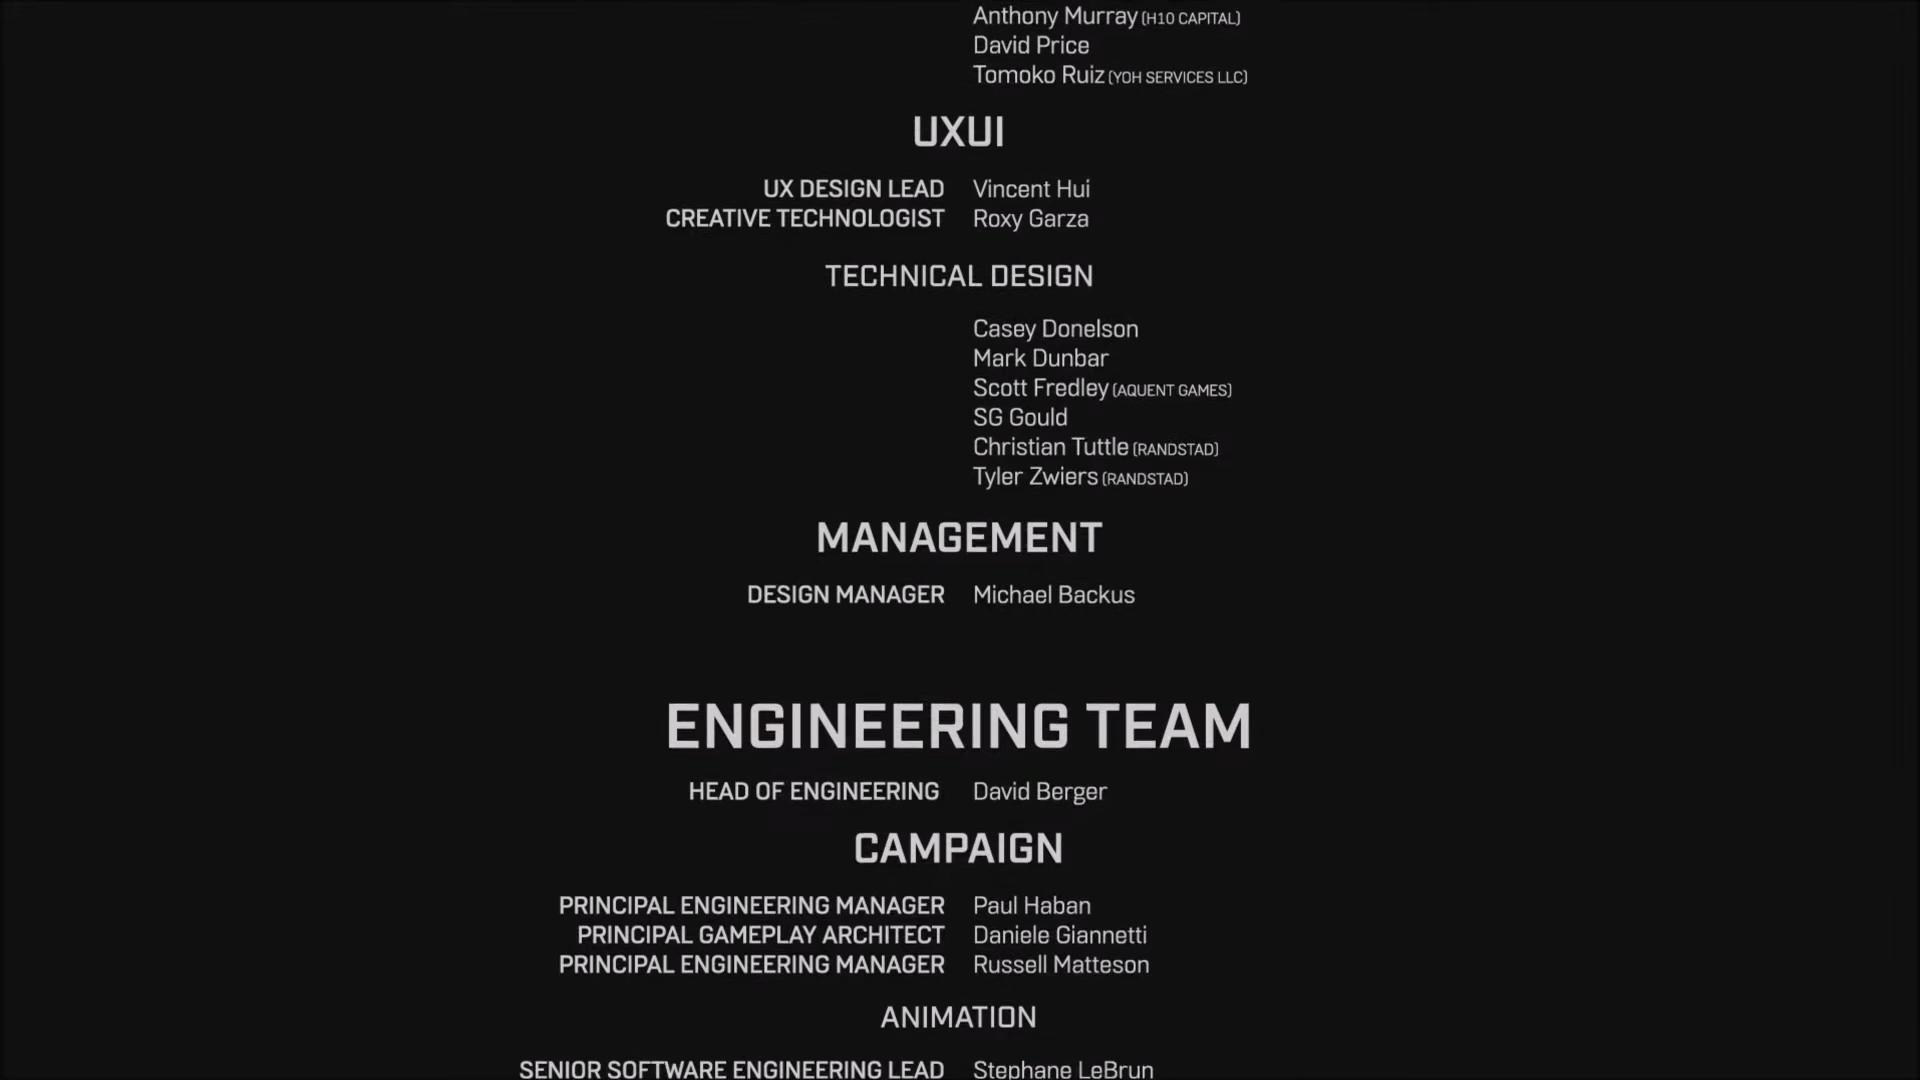 Anthony Murray (H10 CAPITAL)
David Price
Tomoko Ruiz (YOH SERVICES LLC)
UXUI
UX DESIGN LEAD Vincent Hui
CREATIVE TECHNOLOGIST Roxy Garza
TECHNICAL DESIGN
Casey Donelson
Mark Dunbar
Scott Fredley (AQUENT GAMES)
SG Gould
Christian Tuttle (RANDSTAD)
Tyler Zwiers (RANDSTAD)
MANAGEMENT
DESIGN MANAGER Michael Backus
ENGINEERING TEAM
HEAD OF ENGINEERING David Berger
CAMPAIGN
PRINCIPAL ENGINEERING MANAGER Paul Haban
PRINCIPAL GAMEPLAY ARCHITECT Daniele Giannetti
PRINCIPAL ENGINEERING MANAGER Russell Matteson
ANIMATION
SENIOR SOFTWARE ENGINEERING LEAD Stephane LeBrun